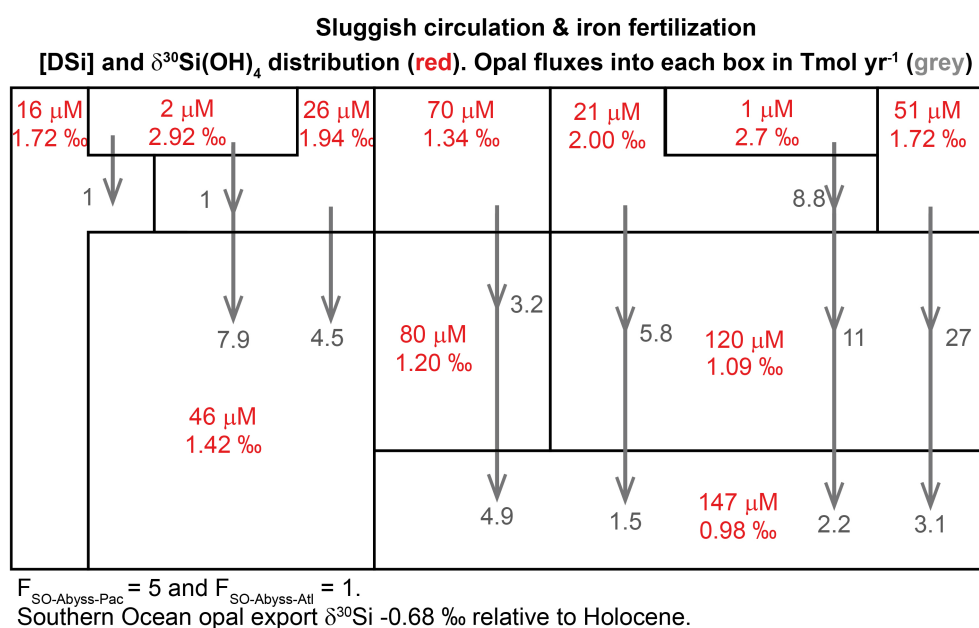 Sluggish circulation & iron fertilization
[DSi] and δ³⁰Si(OH)₄ distribution (red). Opal fluxes into each box in Tmol yr⁻¹ (grey)
16 μM 2 μM 26 μM 70 μM 21 μM 1 μM 51 μM
1.72 ‰ 2.92 ‰ 1.94 ‰ 1.34 ‰ 2.00 ‰ 2.7 ‰ 1.72 ‰
1 1 8.8
3.2
7.9 4.5 80 μM 5.8 120 μM 11 27
1.20 ‰ 1.09 ‰
46 μM
1.42 ‰
4.9 1.5 147 μM 2.2 3.1
0.98 ‰
F_SO-Abyss-Pac = 5 and F_SO-Abyss-Atl = 1.
Southern Ocean opal export δ³⁰Si -0.68 ‰ relative to Holocene.